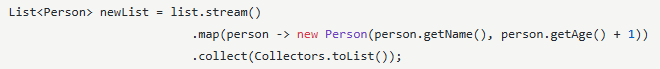 List<Person> newList = list.stream()
.map(person -> new Person(person.getName(), person.getAge() + 1))
.collect(Collectors.toList());